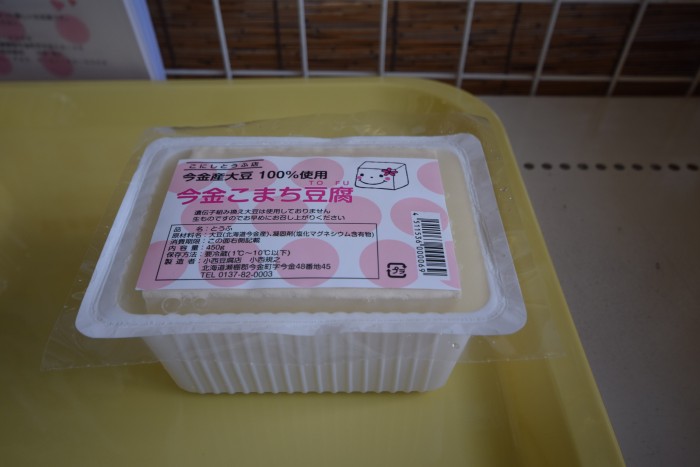 こにしとうふ店
今金産大豆 100%使用
TO FU
今金こまち豆腐
遺伝子組み換え大豆は使用しておりません
生ものですのでお早めにお召し上がりください
品名：とうふ
原材料名：大豆(北海道今金産)、凝固剤(塩化マグネシウム含有物)
消費期限：この面右側記載
内容量：450g
保存方法：要冷蔵(1℃〜10℃以下)
製造者：小西豆腐店 小西規之
北海道瀬棚郡今金町字今金48番地45
TEL 0137-82-0003
プラ
4511336000069